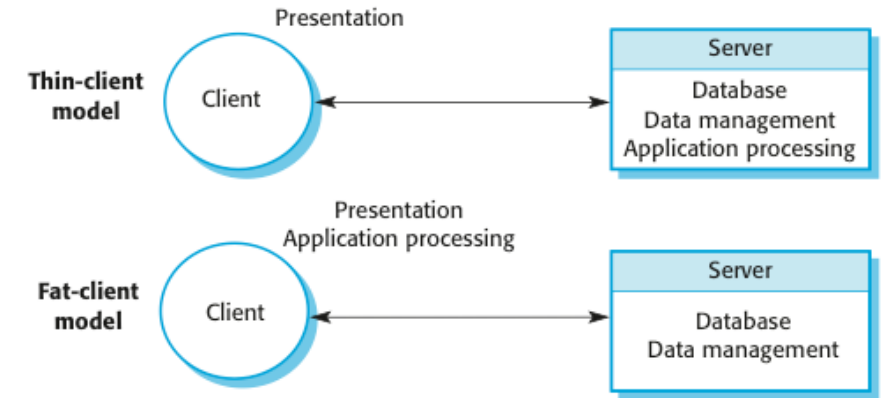 Presentation
Thin-client
model
Client
Server
Database
Data management
Application processing
Presentation
Application processing
Fat-client
model
Client
Server
Database
Data management